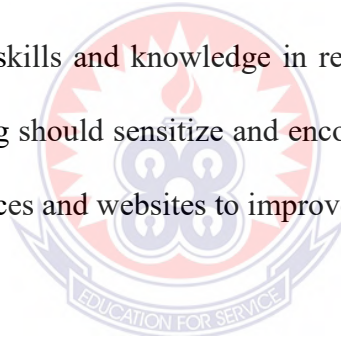 skills and knowledge in re
g should sensitize and enco
ces and websites to improv
EDUCATION FOR SERVICE